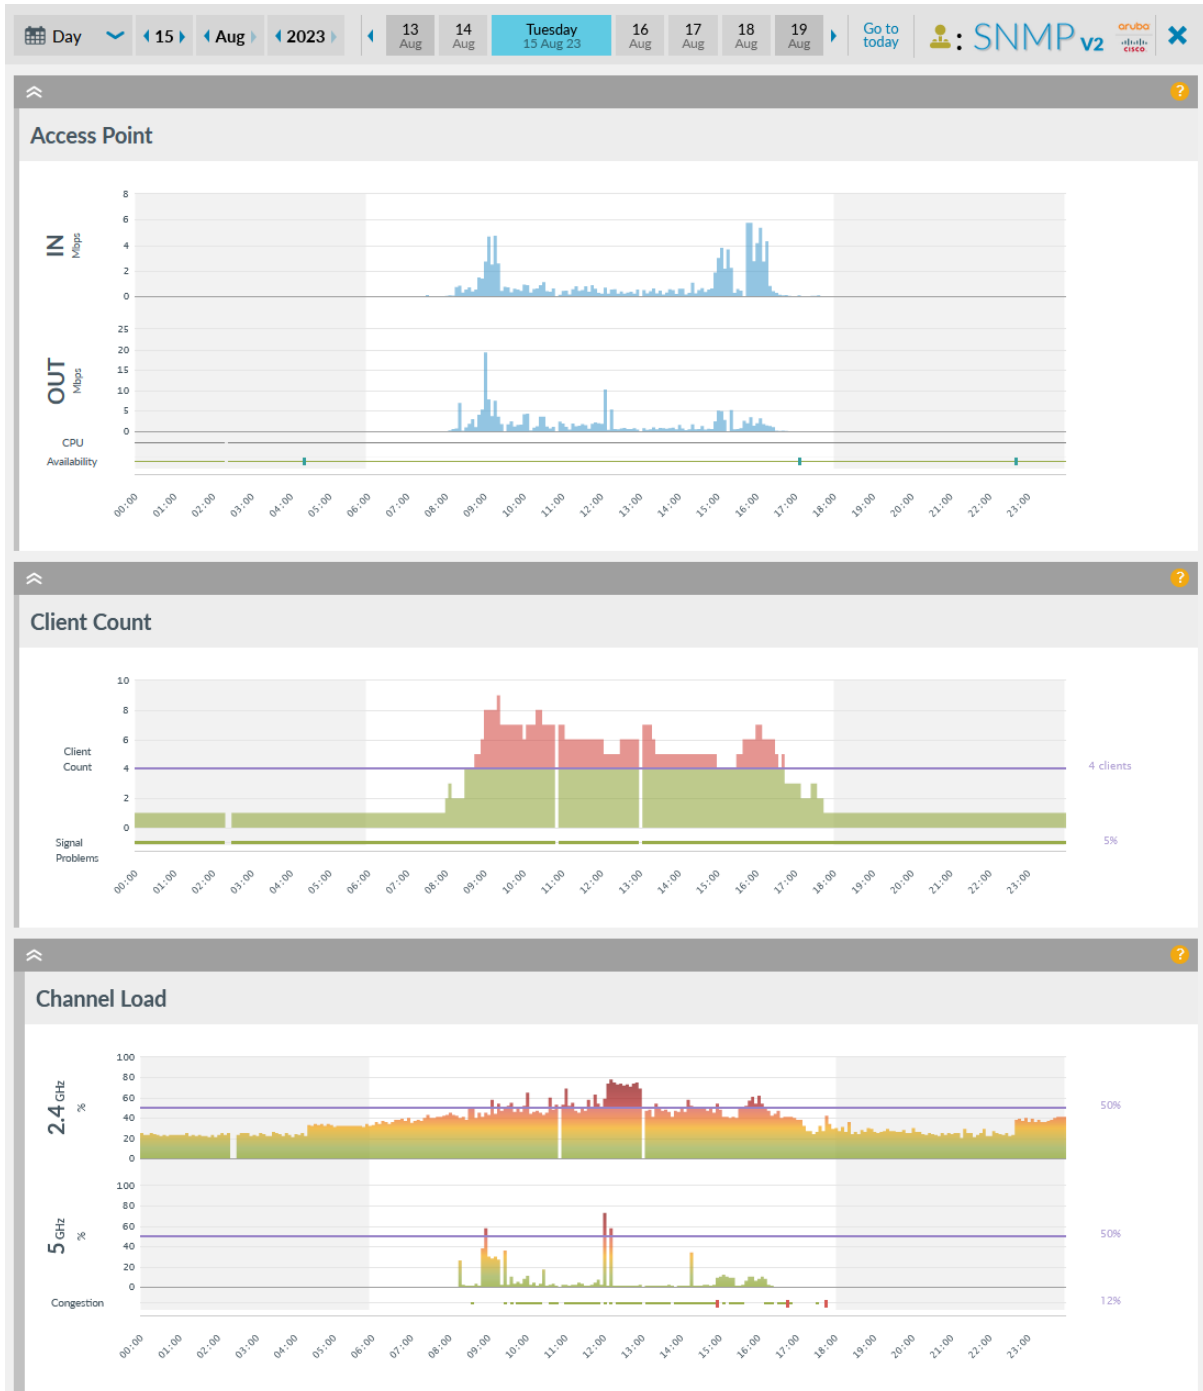 Day 15 Aug 2023 13 Aug 14 Aug Tuesday 15 Aug 23 16 Aug 17 Aug 18 Aug 19 Aug Go to today : SNMP V2 aruba CISCO
?
Access Point
IN Mbps
8
6
4
2
0
OUT Mbps
25
20
15
10
5
0
CPU
Availability
00:00 01:00 02:00 03:00 04:00 05:00 06:00 07:00 08:00 09:00 10:00 11:00 12:00 13:00 14:00 15:00 16:00 17:00 18:00 19:00 20:00 21:00 22:00 23:00
?
Client Count
10
8
6
Client Count
4
4 clients
2
0
Signal Problems
5%
00:00 01:00 02:00 03:00 04:00 05:00 06:00 07:00 08:00 09:00 10:00 11:00 12:00 13:00 14:00 15:00 16:00 17:00 18:00 19:00 20:00 21:00 22:00 23:00
?
Channel Load
2.4 GHz %
100
80
60
50%
40
20
0
5 GHz %
100
80
60
50%
40
20
0
Congestion
12%
00:00 01:00 02:00 03:00 04:00 05:00 06:00 07:00 08:00 09:00 10:00 11:00 12:00 13:00 14:00 15:00 16:00 17:00 18:00 19:00 20:00 21:00 22:00 23:00